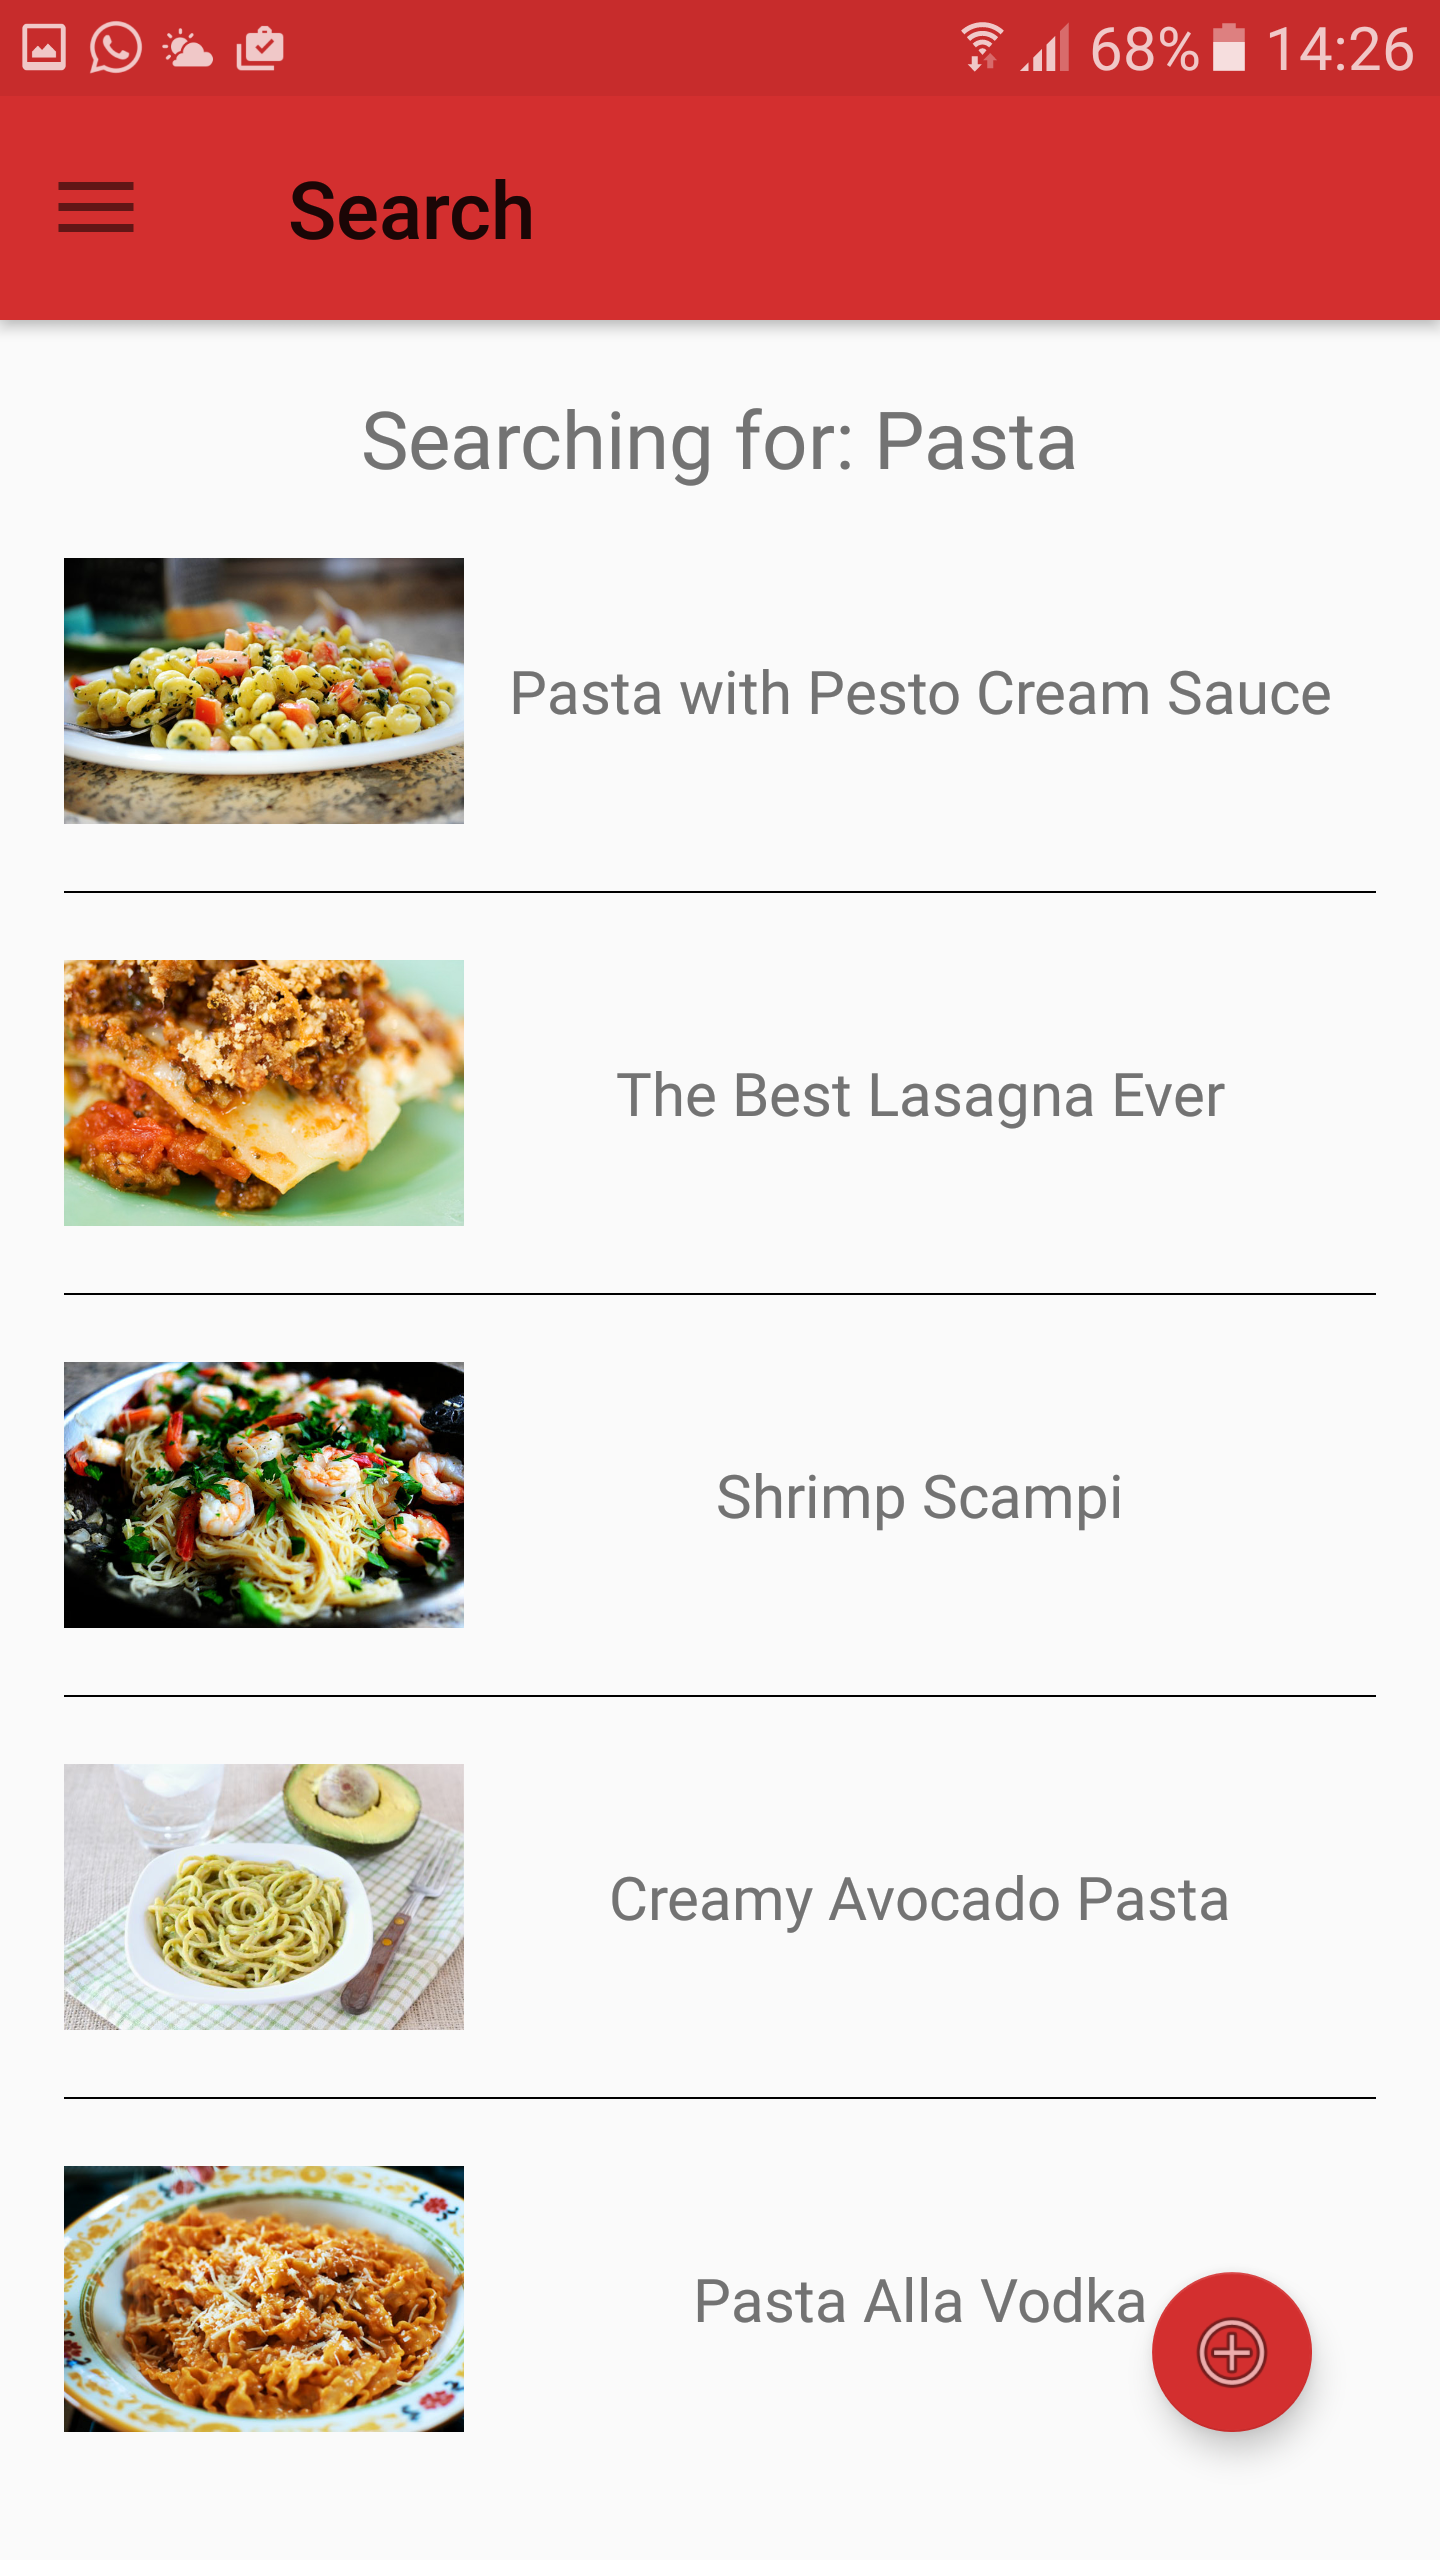 68% 14:26
Search
Searching for: Pasta
Pasta with Pesto Cream Sauce
The Best Lasagna Ever
Shrimp Scampi
Creamy Avocado Pasta
Pasta Alla Vodka